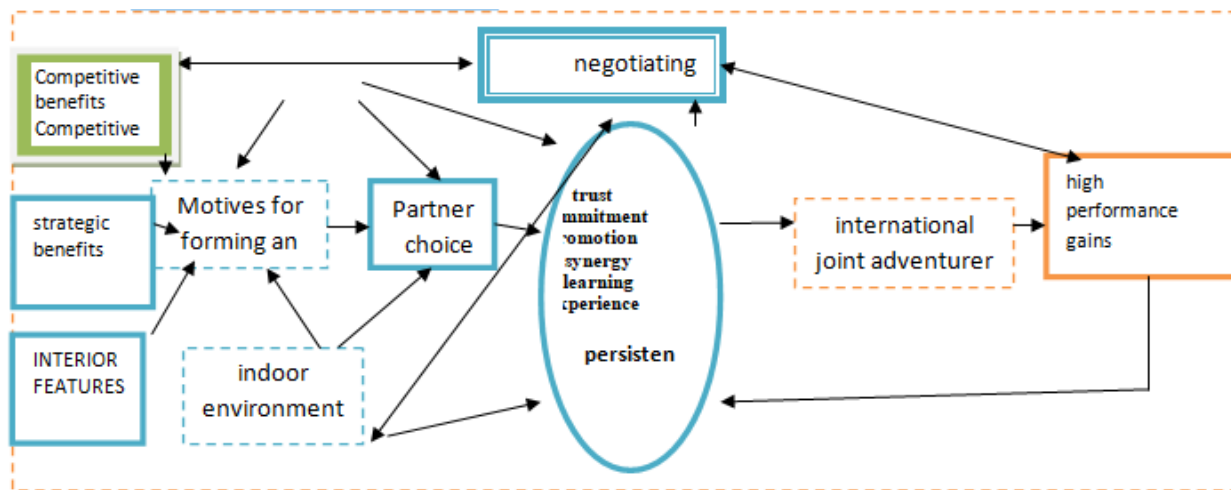 negotiating
Competitive
benefits
Competitive
strategic
benefits
Motives for
forming an
Partner
choice
trust
mmitment
omotion
synergy
learning
xperience
persisten
international
joint adventurer
high
performance
gains
INTERIOR
FEATURES
indoor
environment